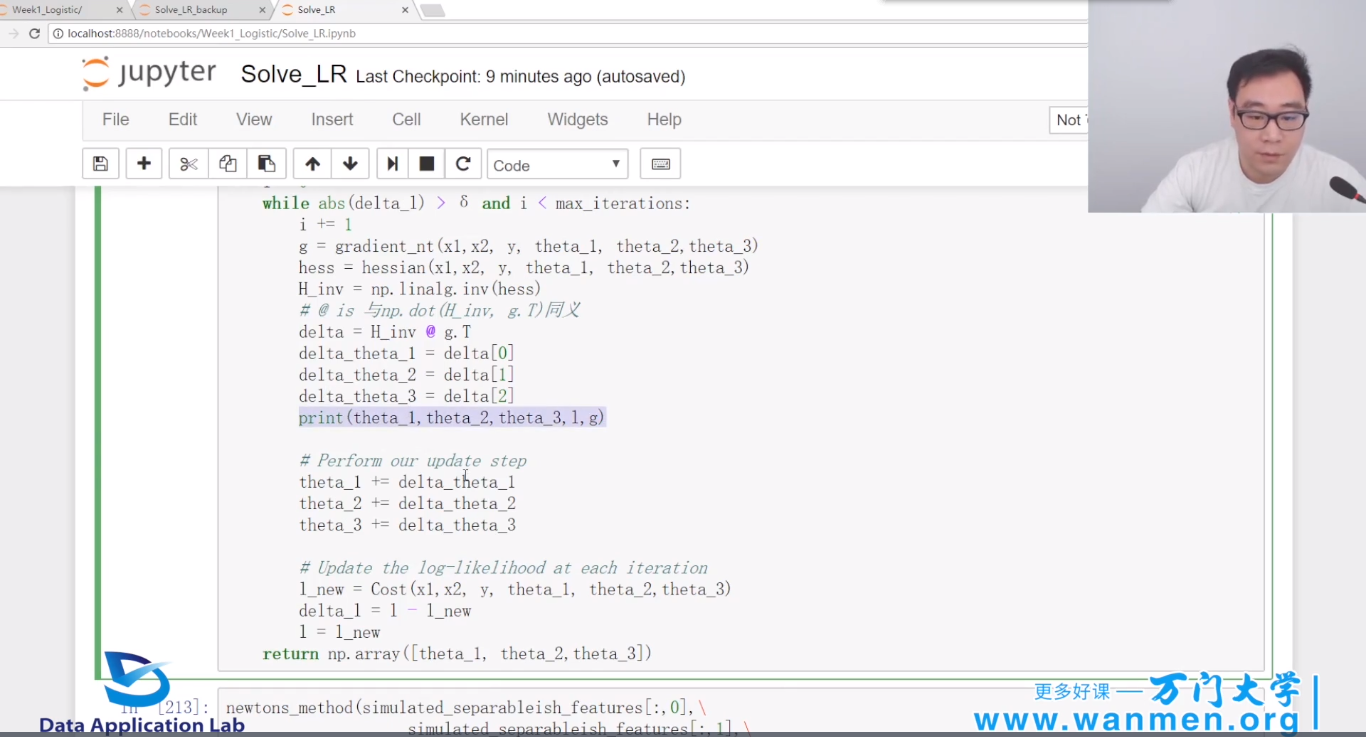 Week1_Logistic/ × Solve_LR_backup × Solve_LR ×
localhost:8888/notebooks/Week1_Logistic/Solve_LR.ipynb
jupyter Solve_LR Last Checkpoint: 9 minutes ago (autosaved)
File Edit View Insert Cell Kernel Widgets Help Not
Code
while abs(delta_l) > δ and i < max_iterations:
i += 1
g = gradient_nt(x1,x2, y, theta_1, theta_2,theta_3)
hess = hessian(x1,x2, y, theta_1, theta_2,theta_3)
H_inv = np.linalg.inv(hess)
# @ is 与np.dot(H_inv, g.T)同义
delta = H_inv @ g.T
delta_theta_1 = delta[0]
delta_theta_2 = delta[1]
delta_theta_3 = delta[2]
print(theta_1,theta_2,theta_3,l,g)
# Perform our update step
theta_1 += delta_theta_1
theta_2 += delta_theta_2
theta_3 += delta_theta_3
# Update the log-likelihood at each iteration
l_new = Cost(x1,x2, y, theta_1, theta_2,theta_3)
delta_l = l - l_new
l = l_new
return np.array([theta_1, theta_2,theta_3])
In [213]: newtons_method(simulated_separableish_features[:,0],\
simulated_separableish_features[:,1],\
Data Application Lab
更多好课 — 万门大学
www.wanmen.org